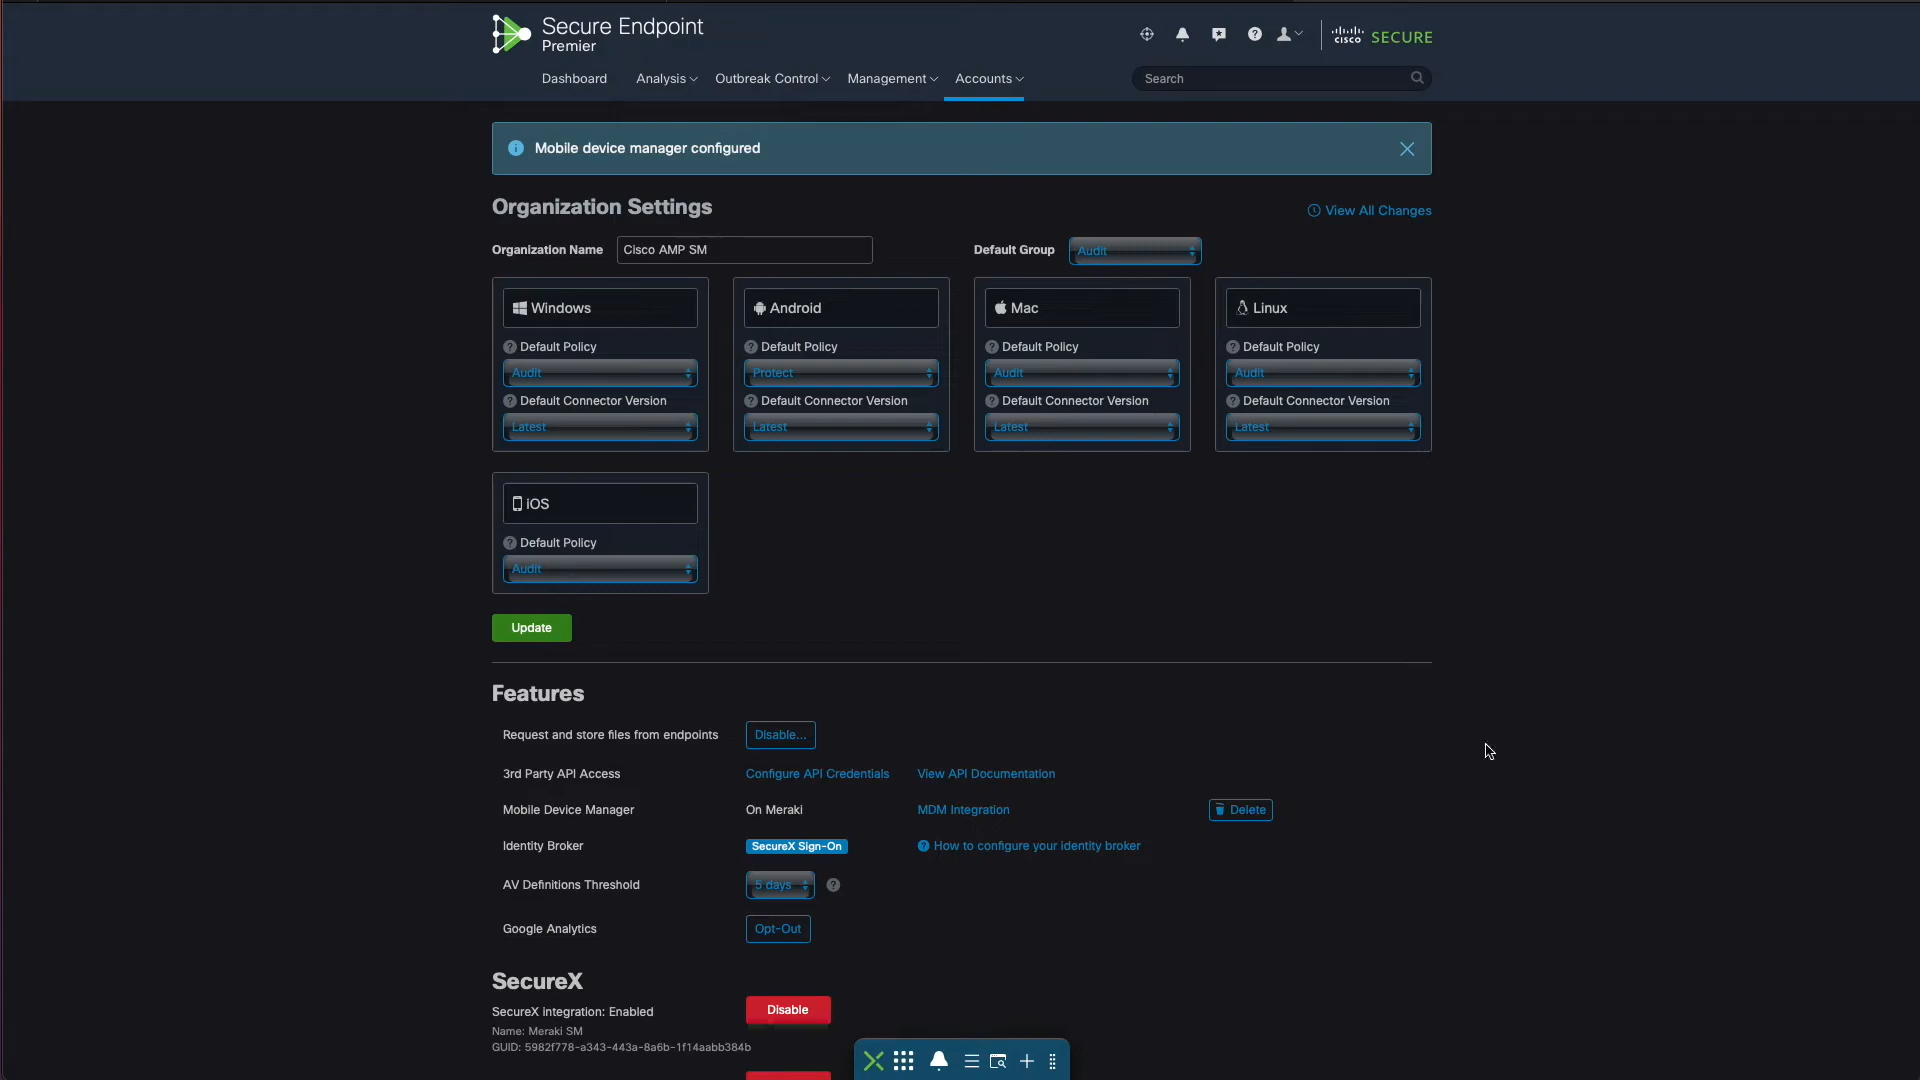 Secure Endpoint
Premier
CISCO SECURE
Dashboard Analysis Outbreak Control Management Accounts Search
Mobile device manager configured
Organization Settings
View All Changes
Organization Name Cisco AMP SM Default Group Audit
Windows Android Mac Linux
Default Policy Default Policy Default Policy Default Policy
Audit Protect Audit Audit
Default Connector Version Default Connector Version Default Connector Version Default Connector Version
Latest Latest Latest Latest
iOS
Default Policy
Audit
Update
Features
Request and store files from endpoints Disable...
3rd Party API Access Configure API Credentials View API Documentation
Mobile Device Manager On Meraki MDM Integration Delete
Identity Broker SecureX Sign-On How to configure your identity broker
AV Definitions Threshold 5 days
Google Analytics Opt-Out
SecureX
SecureX integration: Enabled Disable
Name: Meraki SM
GUID: 5982f778-a343-443a-8a6b-1f14aabb384b